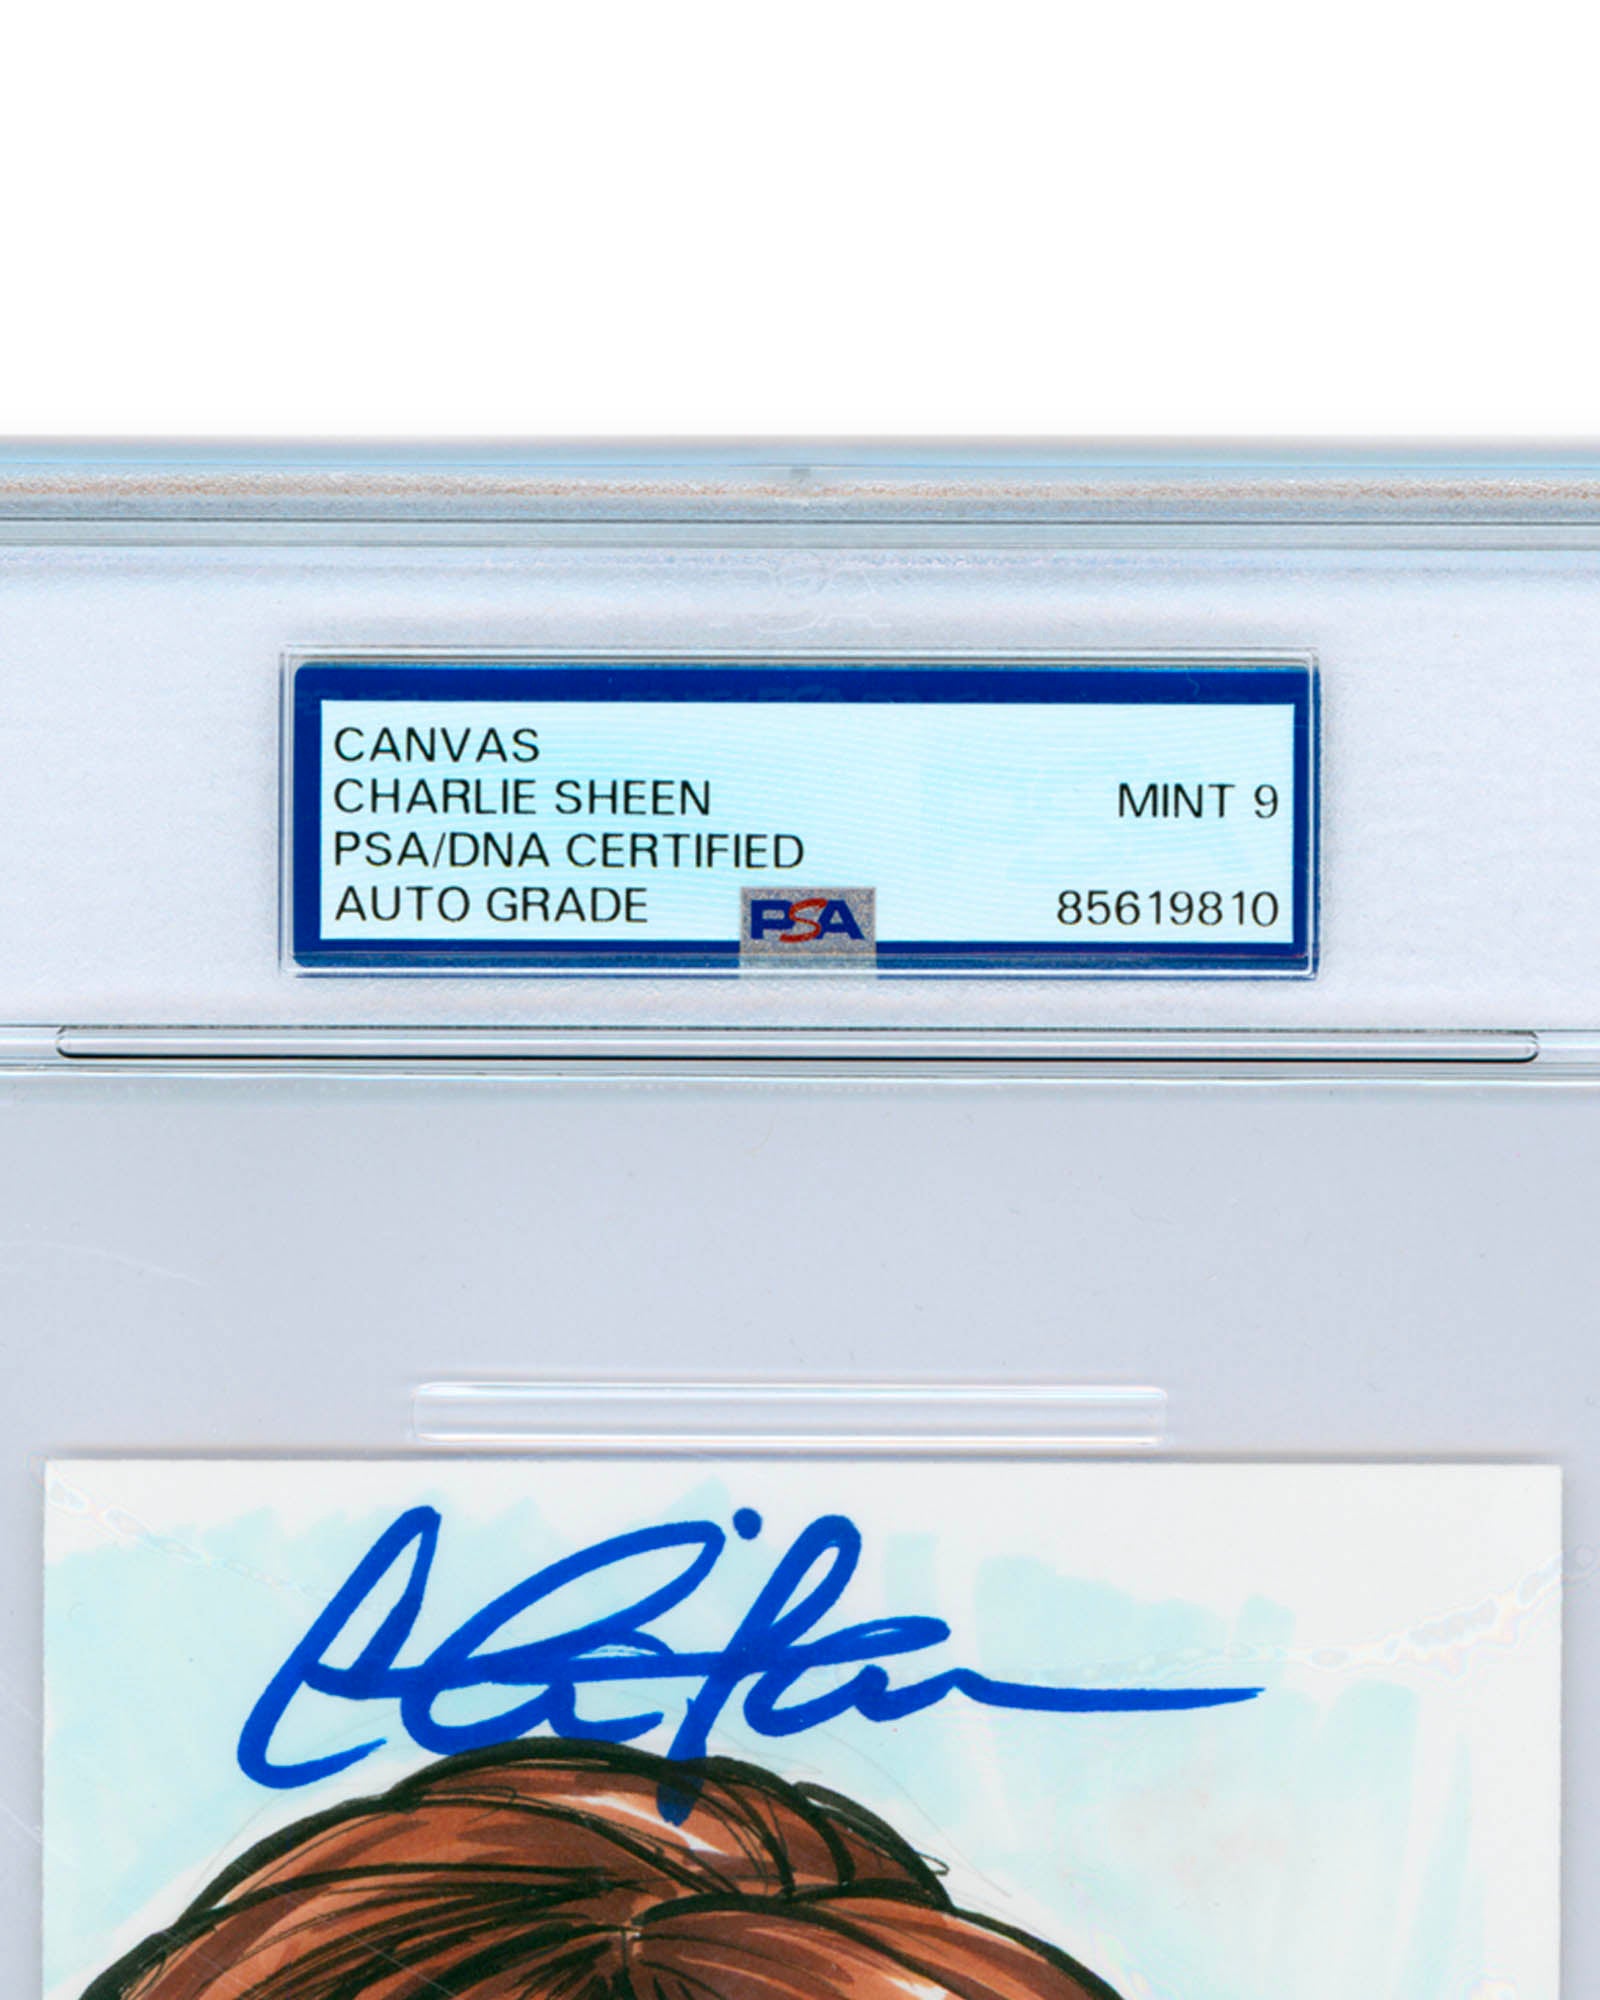 CANVAS
CHARLIE SHEEN
MINT 9
PSA/DNA CERTIFIED
AUTO GRADE
PSA
85619810